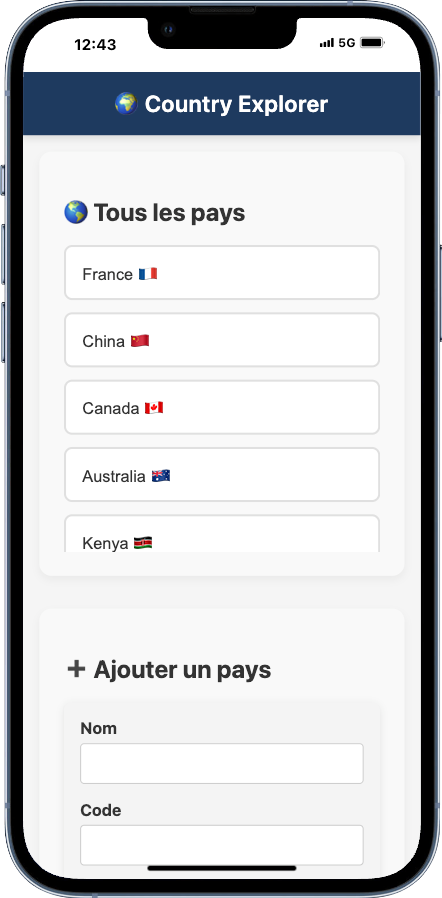 12:43
5G
🌍 Country Explorer
🌎 Tous les pays
France 🇫🇷
China 🇨🇳
Canada 🇨🇦
Australia 🇦🇺
Kenya 🇰🇪
➕ Ajouter un pays
Nom
Code